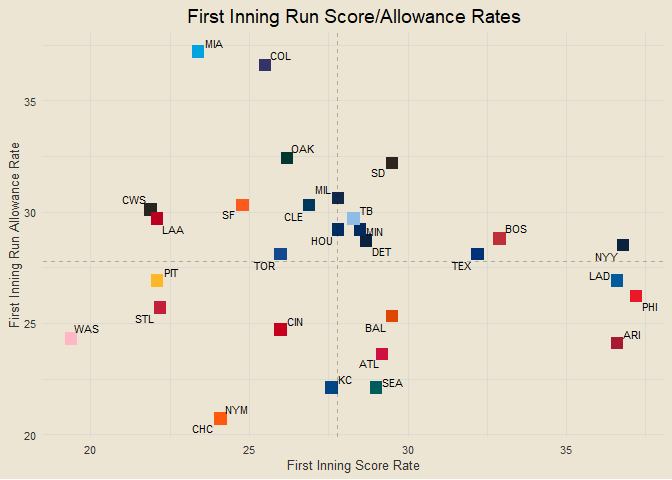 First Inning Run Score/Allowance Rates
MIA
COL
35
OAK
SD
MIL
CWS
TB
30
SF
CLE
LAA
BOS
MIN
HOU
DET
NYY
TOR
TEX
PIT
LAD
PHI
STL
25
WAS
CIN
BAL
ARI
ATL
KC
SEA
NYM
CHC
20
20
25
30
35
First Inning Score Rate
First Inning Run Allowance Rate